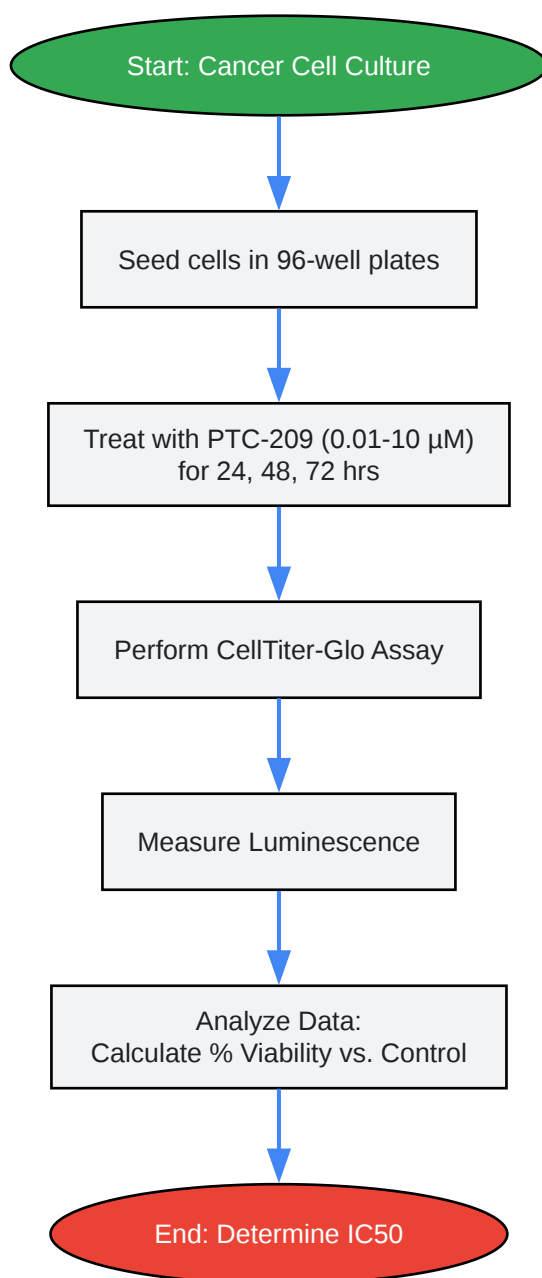 Start: Cancer Cell Culture
Seed cells in 96-well plates
Treat with PTC-209 (0.01-10 µM)
for 24, 48, 72 hrs
Perform CellTiter-Glo Assay
Measure Luminescence
Analyze Data:
Calculate % Viability vs. Control
End: Determine IC50